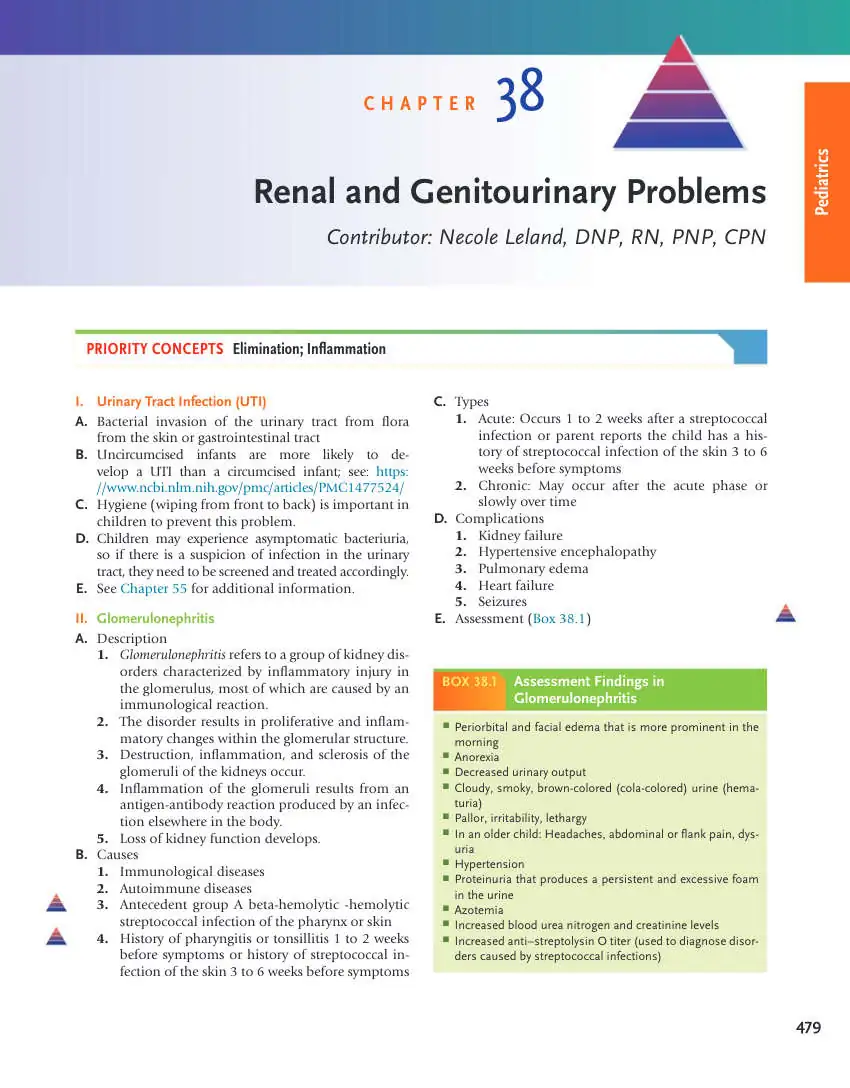 CHAPTER 38
Pediatrics
Renal and Genitourinary Problems
Contributor: Necole Leland, DNP, RN, PNP, CPN
PRIORITY CONCEPTS Elimination; Inflammation
I. Urinary Tract Infection (UTI)
A. Bacterial invasion of the urinary tract from flora
from the skin or gastrointestinal tract
B. Uncircumcised infants are more likely to de-
velop a UTI than a circumcised infant; see: https:
//www.ncbi.nlm.nih.gov/pmc/articles/PMC1477524/
C. Hygiene (wiping from front to back) is important in
children to prevent this problem.
D. Children may experience asymptomatic bacteriuria,
so if there is a suspicion of infection in the urinary
tract, they need to be screened and treated accordingly.
E. See Chapter 55 for additional information.
II. Glomerulonephritis
A. Description
1. Glomerulonephritis refers to a group of kidney dis-
orders characterized by inflammatory injury in
the glomerulus, most of which are caused by an
immunological reaction.
2. The disorder results in proliferative and inflam-
matory changes within the glomerular structure.
3. Destruction, inflammation, and sclerosis of the
glomeruli of the kidneys occur.
4. Inflammation of the glomeruli results from an
antigen-antibody reaction produced by an infec-
tion elsewhere in the body.
5. Loss of kidney function develops.
B. Causes
1. Immunological diseases
2. Autoimmune diseases
3. Antecedent group A beta-hemolytic -hemolytic
streptococcal infection of the pharynx or skin
4. History of pharyngitis or tonsillitis 1 to 2 weeks
before symptoms or history of streptococcal in-
fection of the skin 3 to 6 weeks before symptoms
C. Types
1. Acute: Occurs 1 to 2 weeks after a streptococcal
infection or parent reports the child has a his-
tory of streptococcal infection of the skin 3 to 6
weeks before symptoms
2. Chronic: May occur after the acute phase or
slowly over time
D. Complications
1. Kidney failure
2. Hypertensive encephalopathy
3. Pulmonary edema
4. Heart failure
5. Seizures
E. Assessment (Box 38.1)
BOX 38.1 Assessment Findings in
Glomerulonephritis
■ Periorbital and facial edema that is more prominent in the
morning
■ Anorexia
■ Decreased urinary output
■ Cloudy, smoky, brown-colored (cola-colored) urine (hema-
turia)
■ Pallor, irritability, lethargy
■ In an older child: Headaches, abdominal or flank pain, dys-
uria
■ Hypertension
■ Proteinuria that produces a persistent and excessive foam
in the urine
■ Azotemia
■ Increased blood urea nitrogen and creatinine levels
■ Increased anti–streptolysin O titer (used to diagnose disor-
ders caused by streptococcal infections)
479